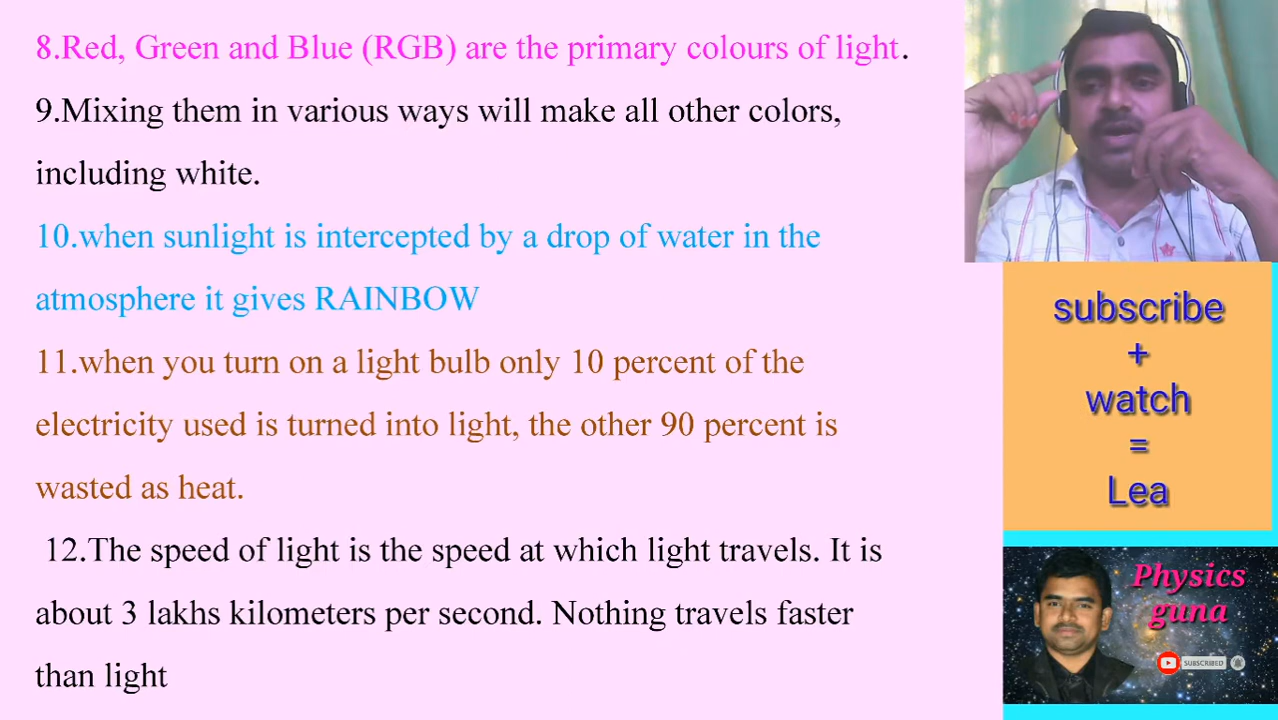 8.Red, Green and Blue (RGB) are the primary colours of light.
9.Mixing them in various ways will make all other colors,
including white.
10.when sunlight is intercepted by a drop of water in the
atmosphere it gives RAINBOW
11.when you turn on a light bulb only 10 percent of the
electricity used is turned into light, the other 90 percent is
wasted as heat.
12.The speed of light is the speed at which light travels. It is
about 3 lakhs kilometers per second. Nothing travels faster
than light
subscribe
+
watch
=
Lea
Physics
guna
SUBSCRIBED